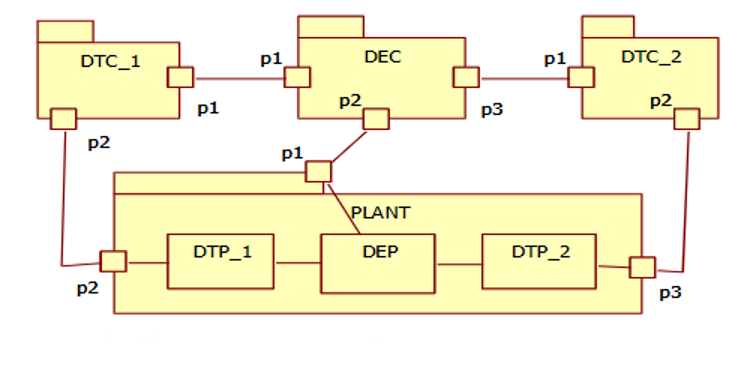 DTC_1
DEC
DTC_2
p1
p1
p1
p3
p2
p2
p2
p1
PLANT
DTP_1
DEP
DTP_2
p2
p3